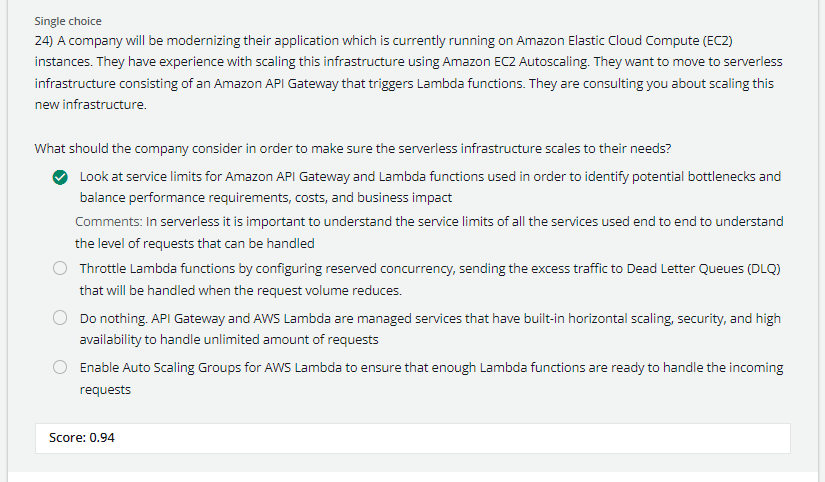 Single choice
24) A company will be modernizing their application which is currently running on Amazon Elastic Cloud Compute (EC2)
instances. They have experience with scaling this infrastructure using Amazon EC2 Autoscaling. They want to move to serverless
infrastructure consisting of an Amazon API Gateway that triggers Lambda functions. They are consulting you about scaling this
new infrastructure.
What should the company consider in order to make sure the serverless infrastructure scales to their needs?
Look at service limits for Amazon API Gateway and Lambda functions used in order to identify potential bottlenecks and
balance performance requirements, costs, and business impact
Comments: In serverless it is important to understand the service limits of all the services used end to end to understand
the level of requests that can be handled
Throttle Lambda functions by configuring reserved concurrency, sending the excess traffic to Dead Letter Queues (DLQ)
that will be handled when the request volume reduces.
Do nothing. API Gateway and AWS Lambda are managed services that have built-in horizontal scaling, security, and high
availability to handle unlimited amount of requests
Enable Auto Scaling Groups for AWS Lambda to ensure that enough Lambda functions are ready to handle the incoming
requests
Score: 0.94